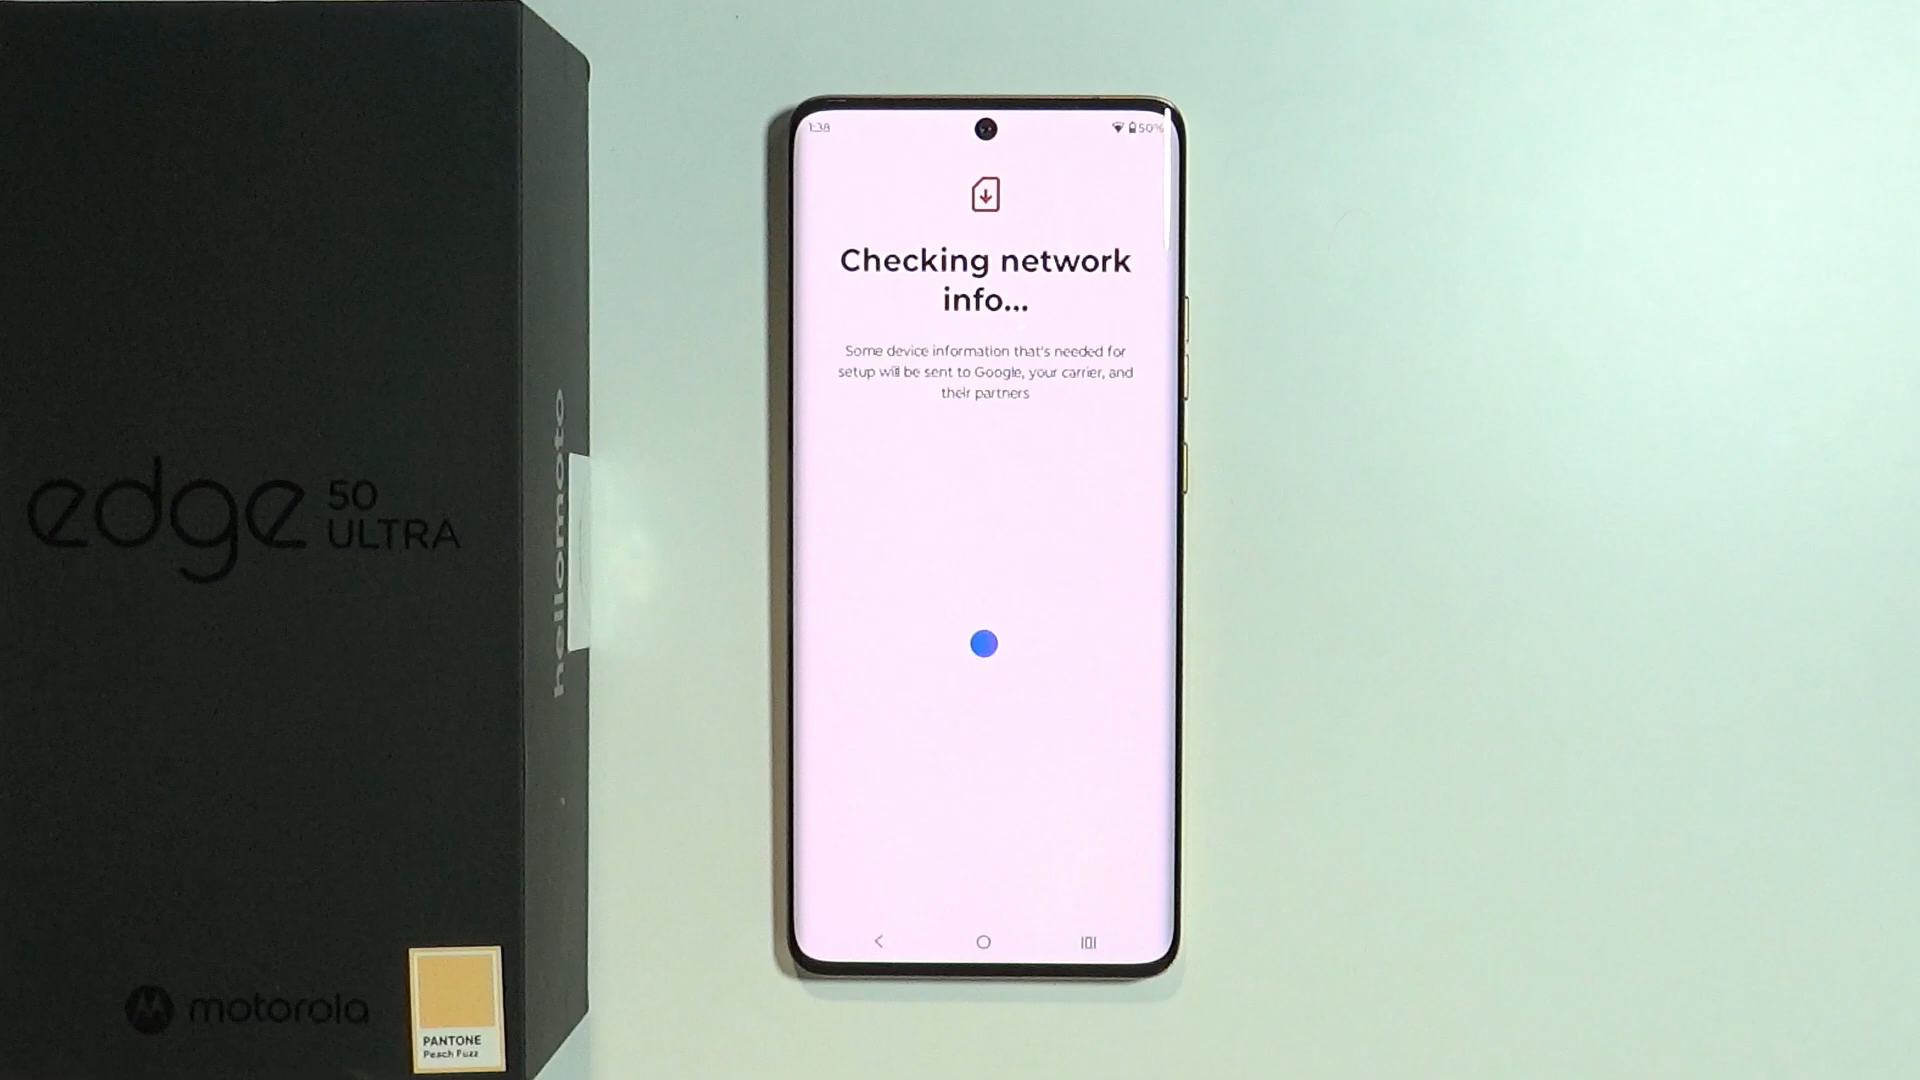 edge 50
ULTRA
hellomoto
motorola
PANTONE
Peach Fuzz
1:38
50%
Checking network
info...
Some device information that's needed for
setup will be sent to Google, your carrier, and
their partners